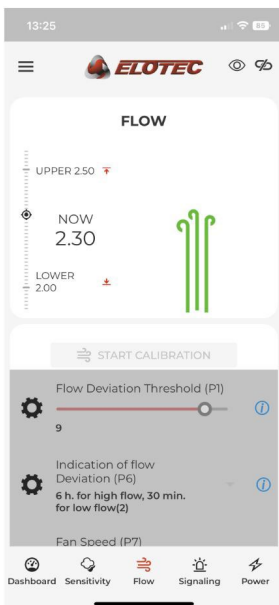 13:25
85
ELOTEC
FLOW
UPPER 2.50
NOW
2.30
LOWER
2.00
START CALIBRATION
Flow Deviation Threshold (P1)
9
Indication of flow
Deviation (P6)
6 h. for high flow, 30 min.
for low flow(2)
Fan Speed (P7)
Dashboard Sensitivity Flow Signaling Power